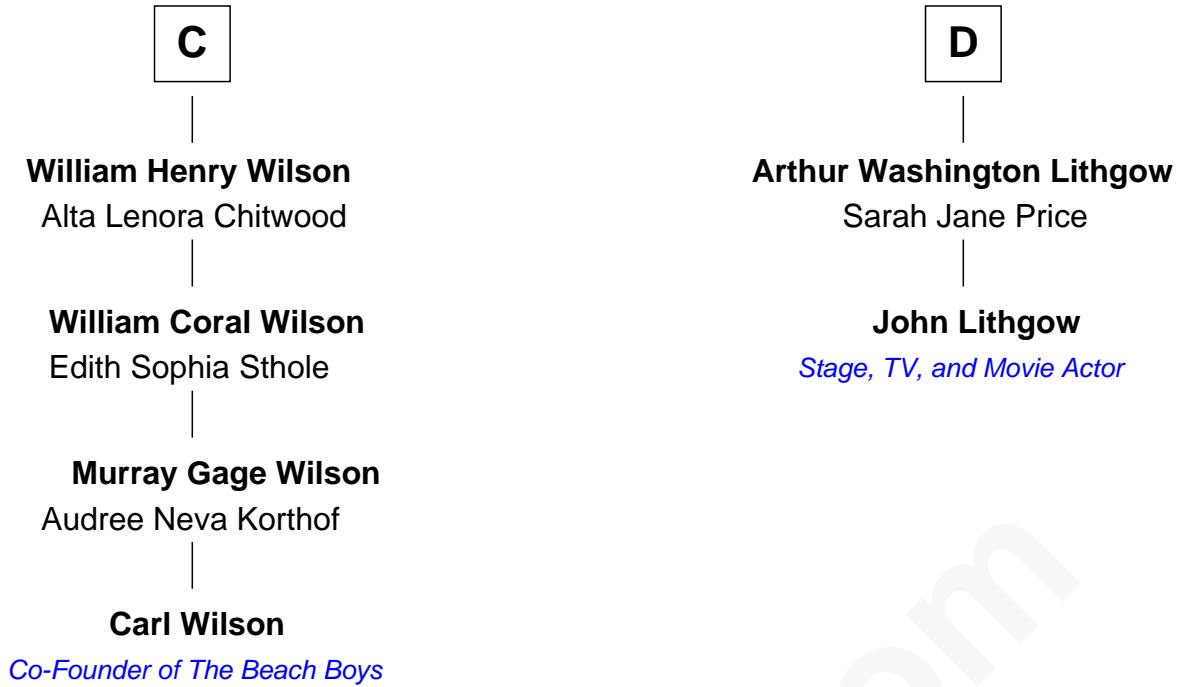 C
William Henry Wilson
Alta Lenora Chitwood
William Coral Wilson
Edith Sophia Sthole
Murray Gage Wilson
Audree Neva Korthof
Carl Wilson
Co-Founder of The Beach Boys
D
Arthur Washington Lithgow
Sarah Jane Price
John Lithgow
Stage, TV, and Movie Actor
om